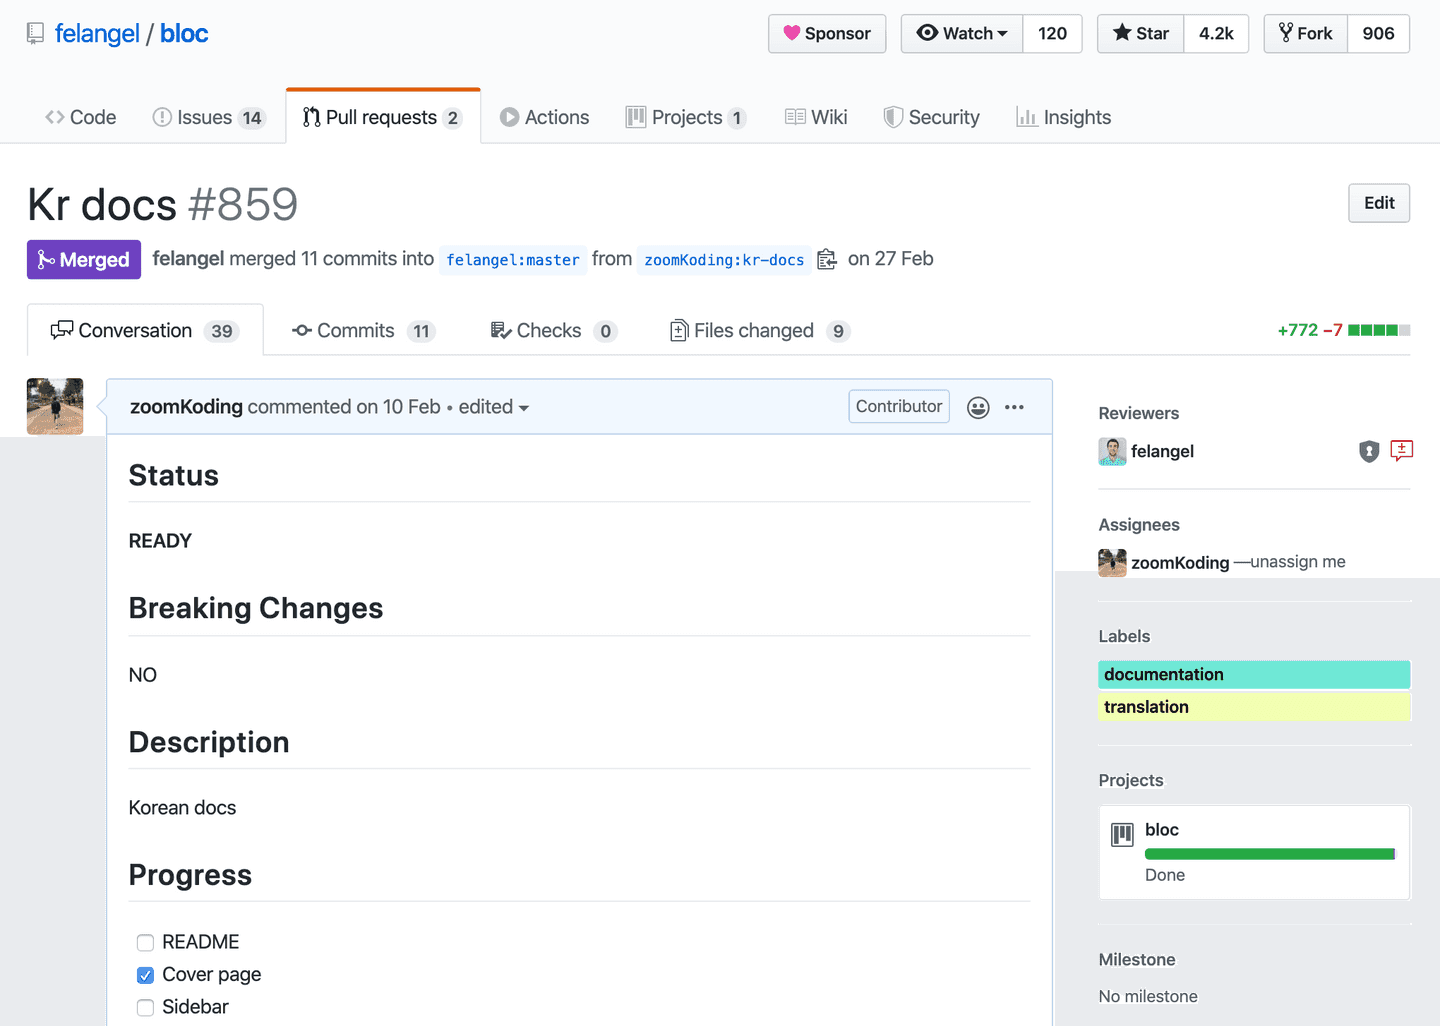 felangel / bloc
Sponsor Watch 120 Star 4.2k Fork 906
Code Issues 14 Pull requests 2 Actions Projects 1 Wiki Security Insights
Kr docs #859
Edit
Merged felangel merged 11 commits into felangel:master from zoomKoding:kr-docs on 27 Feb
Conversation 39 Commits 11 Checks 0 Files changed 9 +772 −7
zoomKoding commented on 10 Feb • edited Contributor
Status
READY
Breaking Changes
NO
Description
Korean docs
Progress
README
Cover page
Sidebar
Reviewers
felangel
Assignees
zoomKoding —unassign me
Labels
documentation
translation
Projects
bloc
Done
Milestone
No milestone